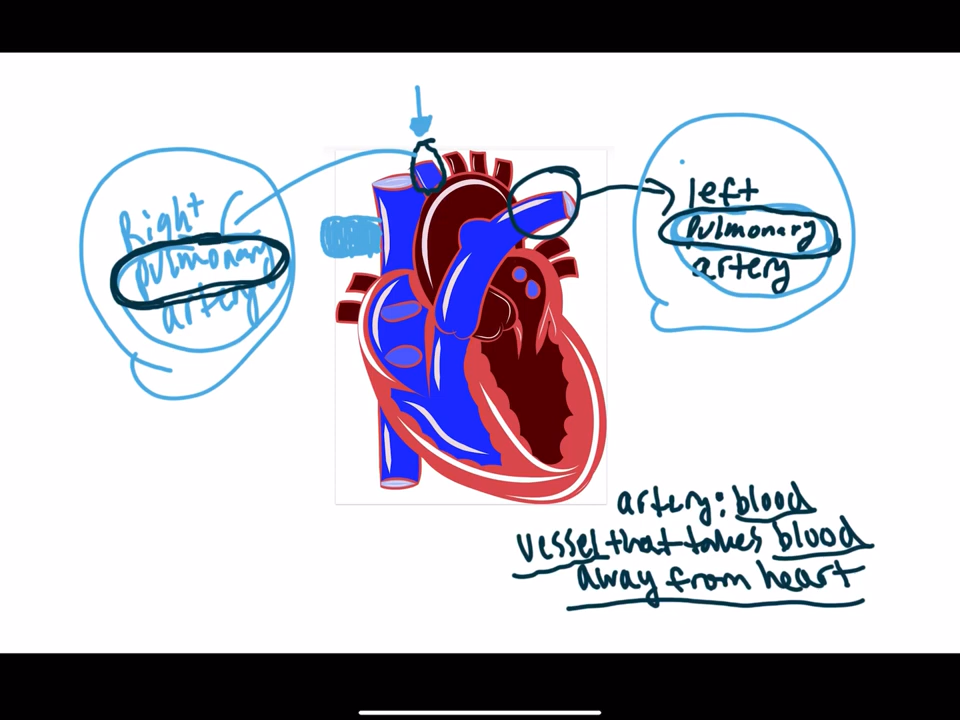 Right
pulmonary
artery
left
Pulmonary
artery
artery: blood
vessel that takes blood
away from heart